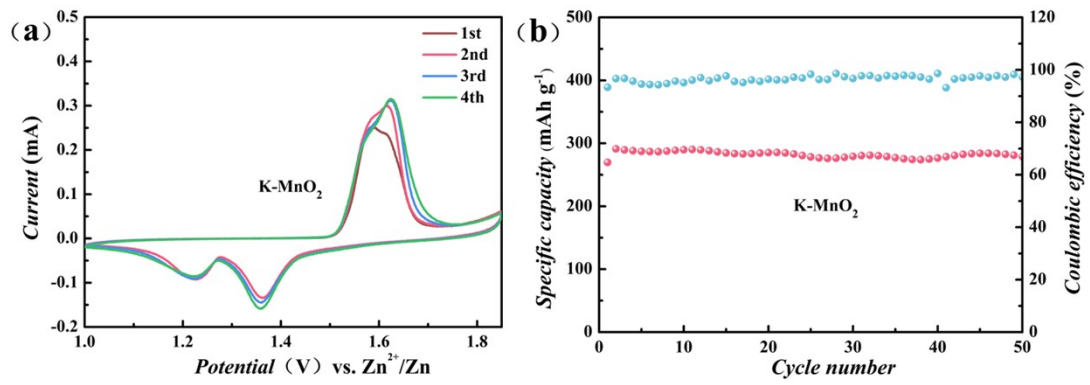 (a)
0.5
0.4
0.3
0.2
0.1
0.0
-0.1
-0.2
Current (mA)
1st
2nd
3rd
4th
K-MnO2
1.0
1.2
1.4
1.6
1.8
Potential（V）vs. Zn2+/Zn
(b)
500
400
300
200
100
0
Specific capacity (mAh g-1)
K-MnO2
120
100
80
60
40
20
0
Coulombic efficiency (%)
0
10
20
30
40
50
Cycle number